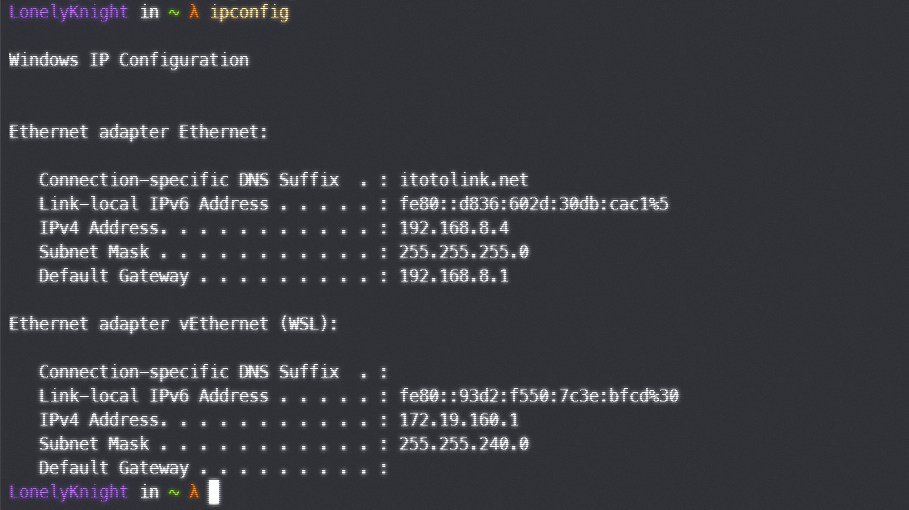 LonelyKnight in ~ λ ipconfig
Windows IP Configuration
Ethernet adapter Ethernet:
Connection-specific DNS Suffix . : itotolink.net
Link-local IPv6 Address . . . . . : fe80::d836:602d:30db:cac1%5
IPv4 Address. . . . . . . . . . . : 192.168.8.4
Subnet Mask . . . . . . . . . . . : 255.255.255.0
Default Gateway . . . . . . . . . : 192.168.8.1
Ethernet adapter vEthernet (WSL):
Connection-specific DNS Suffix . :
Link-local IPv6 Address . . . . . : fe80::93d2:f550:7c3e:bfcd%30
IPv4 Address. . . . . . . . . . . : 172.19.160.1
Subnet Mask . . . . . . . . . . . : 255.255.240.0
Default Gateway . . . . . . . . . :
LonelyKnight in ~ λ